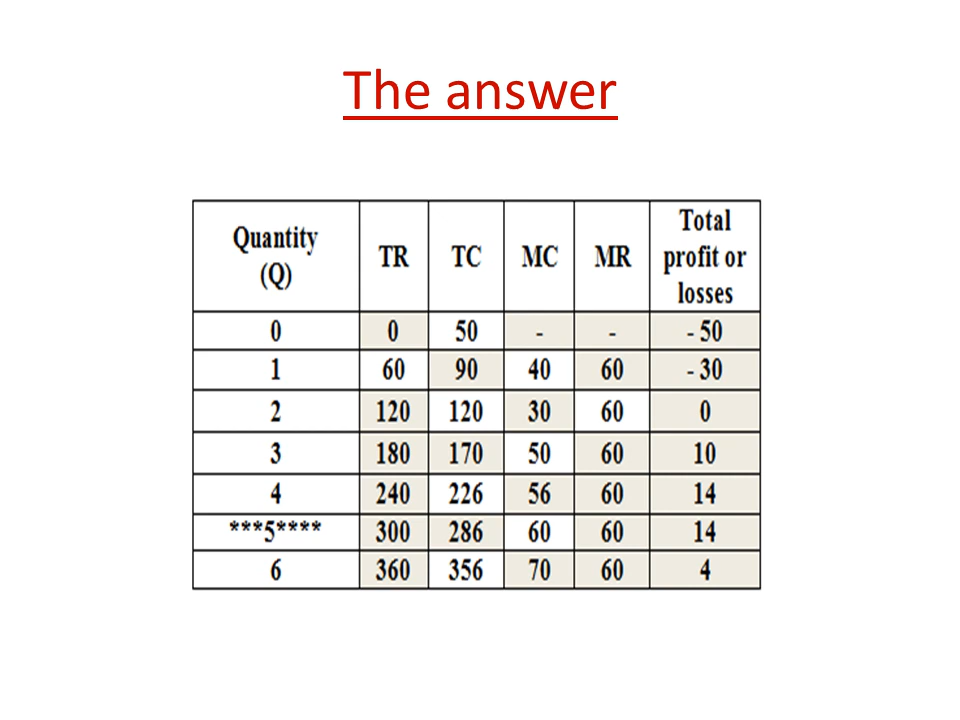 The answer
Quantity (Q) TR TC MC MR Total profit or losses
0 0 50 - - - 50
1 60 90 40 60 - 30
2 120 120 30 60 0
3 180 170 50 60 10
4 240 226 56 60 14
***5**** 300 286 60 60 14
6 360 356 70 60 4